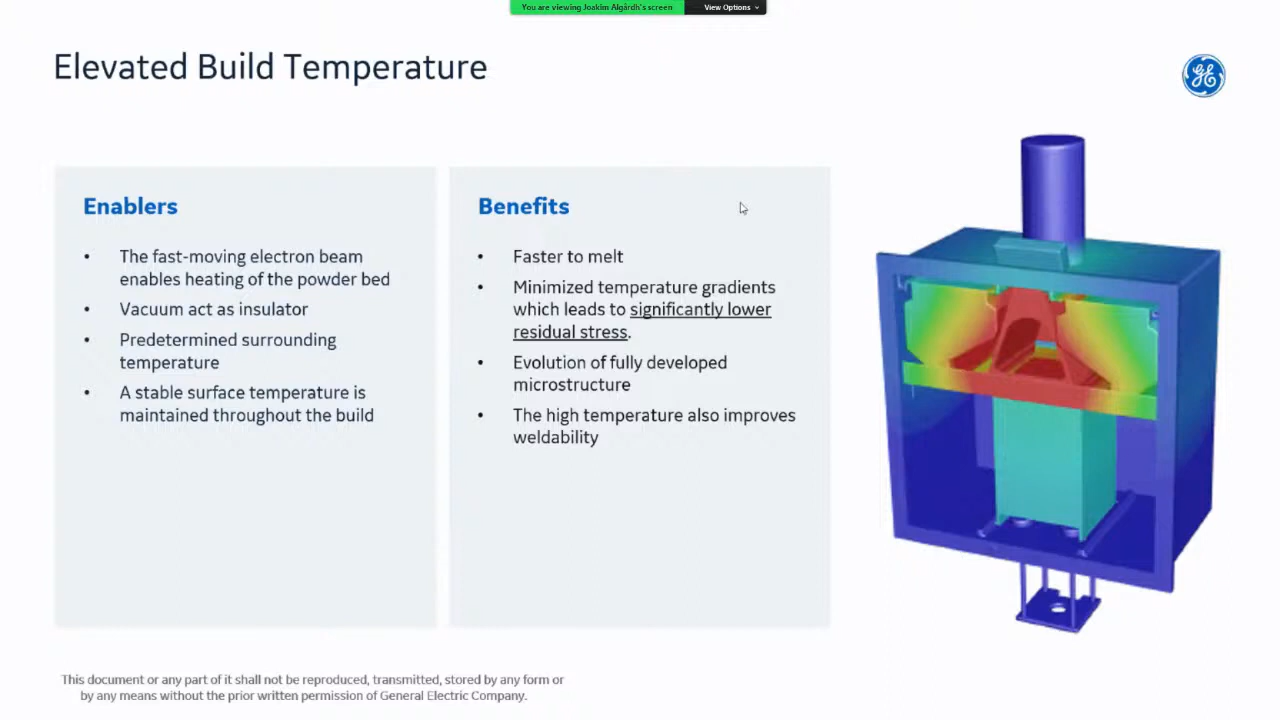 You are viewing Joakim Algårdh's screen
View Options
Elevated Build Temperature
Enablers
• The fast-moving electron beam
enables heating of the powder bed
• Vacuum act as insulator
• Predetermined surrounding
temperature
• A stable surface temperature is
maintained throughout the build
Benefits
• Faster to melt
• Minimized temperature gradients
which leads to significantly lower
residual stress.
• Evolution of fully developed
microstructure
• The high temperature also improves
weldability
This document or any part of it shall not be reproduced, transmitted, stored by any form or
by any means without the prior written permission of General Electric Company.